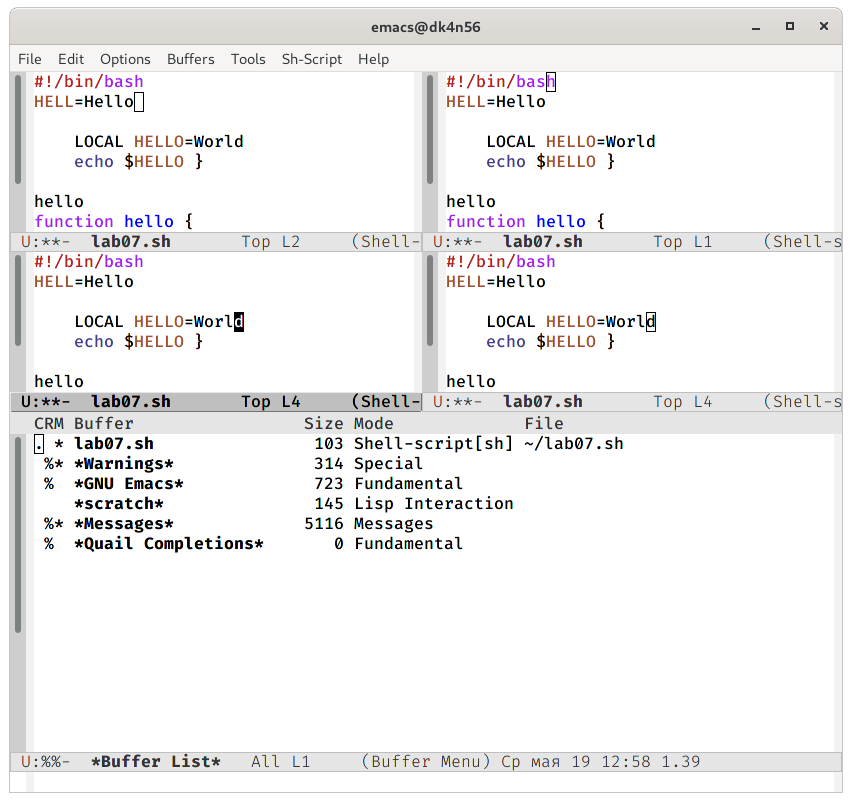 emacs@dk4n56
File Edit Options Buffers Tools Sh-Script Help
#!/bin/bash
HELL=Hello
LOCAL HELLO=World
echo $HELLO }
hello
function hello {
U:**- lab07.sh Top L2 (Shell-
#!/bin/bash
HELL=Hello
LOCAL HELLO=World
echo $HELLO }
hello
function hello {
U:**- lab07.sh Top L1 (Shell-s
#!/bin/bash
HELL=Hello
LOCAL HELLO=World
echo $HELLO }
hello
U:**- lab07.sh Top L4 (Shell-
#!/bin/bash
HELL=Hello
LOCAL HELLO=World
echo $HELLO }
hello
U:**- lab07.sh Top L4 (Shell-s
CRM Buffer Size Mode File
. * lab07.sh 103 Shell-script[sh] ~/lab07.sh
%* *Warnings* 314 Special
% *GNU Emacs* 723 Fundamental
*scratch* 145 Lisp Interaction
%* *Messages* 5116 Messages
% *Quail Completions* 0 Fundamental
U:%%- *Buffer List* All L1 (Buffer Menu) Ср мая 19 12:58 1.39